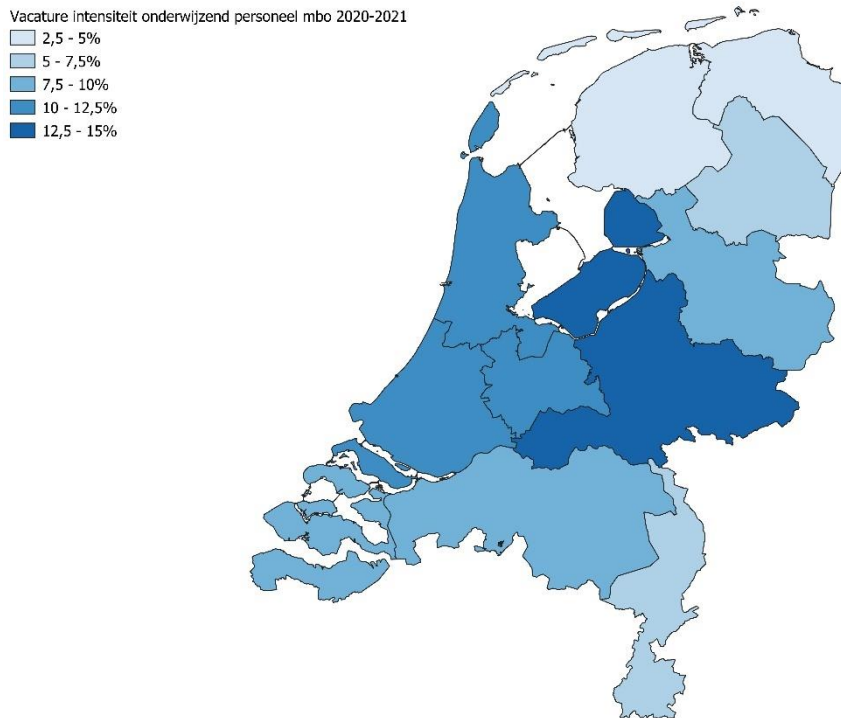 Vacature intensiteit onderwijzend personeel mbo 2020-2021
2,5 - 5%
5 - 7,5%
7,5 - 10%
10 - 12,5%
12,5 - 15%